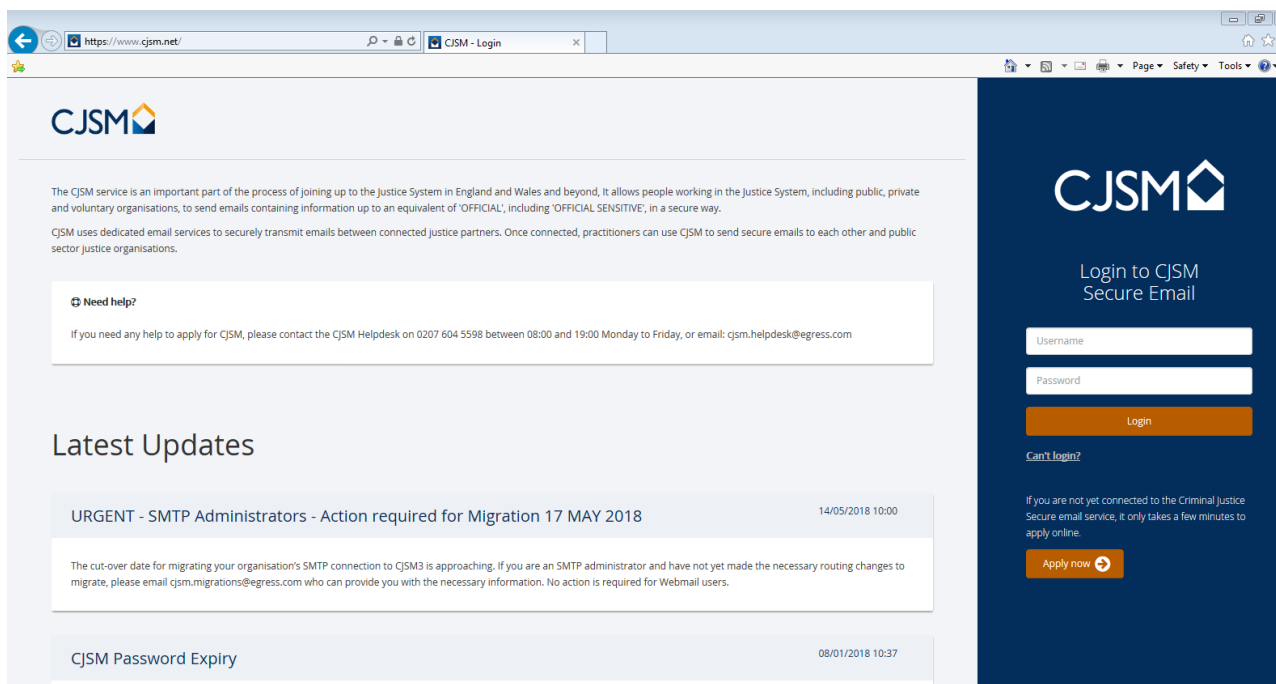 https://www.cjsm.net/
CJSM - Login
Page Safety Tools
CJSM
The CJSM service is an important part of the process of joining up to the Justice System in England and Wales and beyond, It allows people working in the Justice System, including public, private
and voluntary organisations, to send emails containing information up to an equivalent of 'OFFICIAL', including 'OFFICIAL SENSITIVE', in a secure way.
CJSM uses dedicated email services to securely transmit emails between connected justice partners. Once connected, practitioners can use CJSM to send secure emails to each other and public
sector justice organisations.
Need help?
If you need any help to apply for CJSM, please contact the CJSM Helpdesk on 0207 604 5598 between 08:00 and 19:00 Monday to Friday, or email: cjsm.helpdesk@egress.com
Latest Updates
URGENT - SMTP Administrators - Action required for Migration 17 MAY 2018
14/05/2018 10:00
The cut-over date for migrating your organisation's SMTP connection to CJSM3 is approaching. If you are an SMTP administrator and have not yet made the necessary routing changes to
migrate, please email cjsm.migrations@egress.com who can provide you with the necessary information. No action is required for Webmail users.
CJSM Password Expiry
08/01/2018 10:37
CJSM
Login to CJSM
Secure Email
Username
Password
Login
Can't login?
If you are not yet connected to the Criminal Justice
Secure email service, it only takes a few minutes to
apply online.
Apply now